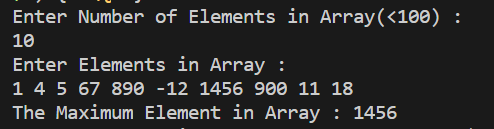 Enter Number of Elements in Array(<100) :
10
Enter Elements in Array :
1 4 5 67 890 -12 1456 900 11 18
The Maximum Element in Array : 1456